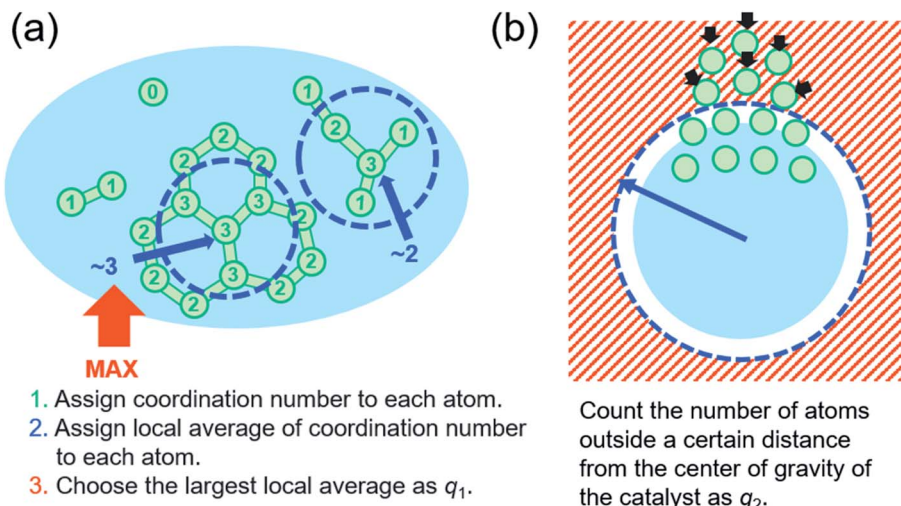 (a)
0
1
2
1
3
1
1
1
2
2
2
2
2
3
3
2
2
3
2
3
2
2
2
2
~3
~2
MAX
1. Assign coordination number to each atom.
2. Assign local average of coordination number
to each atom.
3. Choose the largest local average as q₁.
(b)
Count the number of atoms
outside a certain distance
from the center of gravity of
the catalyst as q₂.